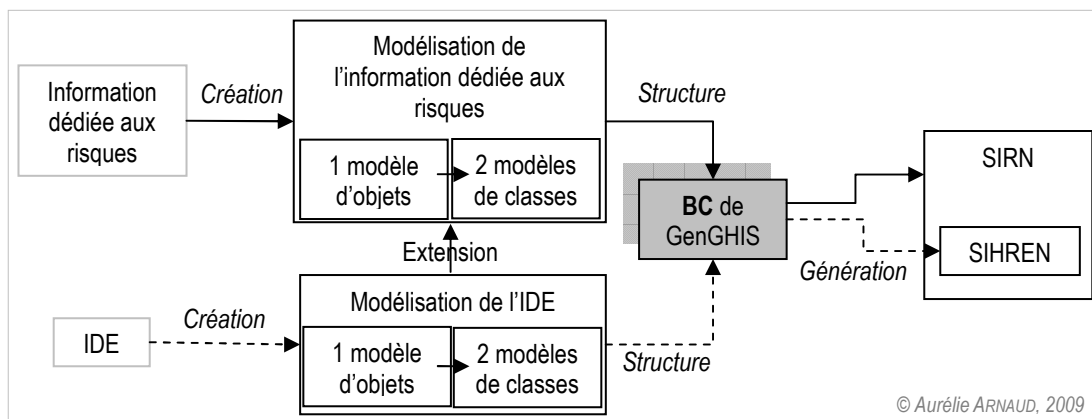 Information
dédiée aux
risques
Création
Modélisation de
l'information dédiée aux
risques
1 modèle
d'objets
2 modèles
de classes
Structure
BC de
GenGHIS
SIRN
SIHREN
Génération
Extension
IDE
Création
Modélisation de l'IDE
1 modèle
d'objets
2 modèles
de classes
Structure
© Aurélie ARNAUD, 2009